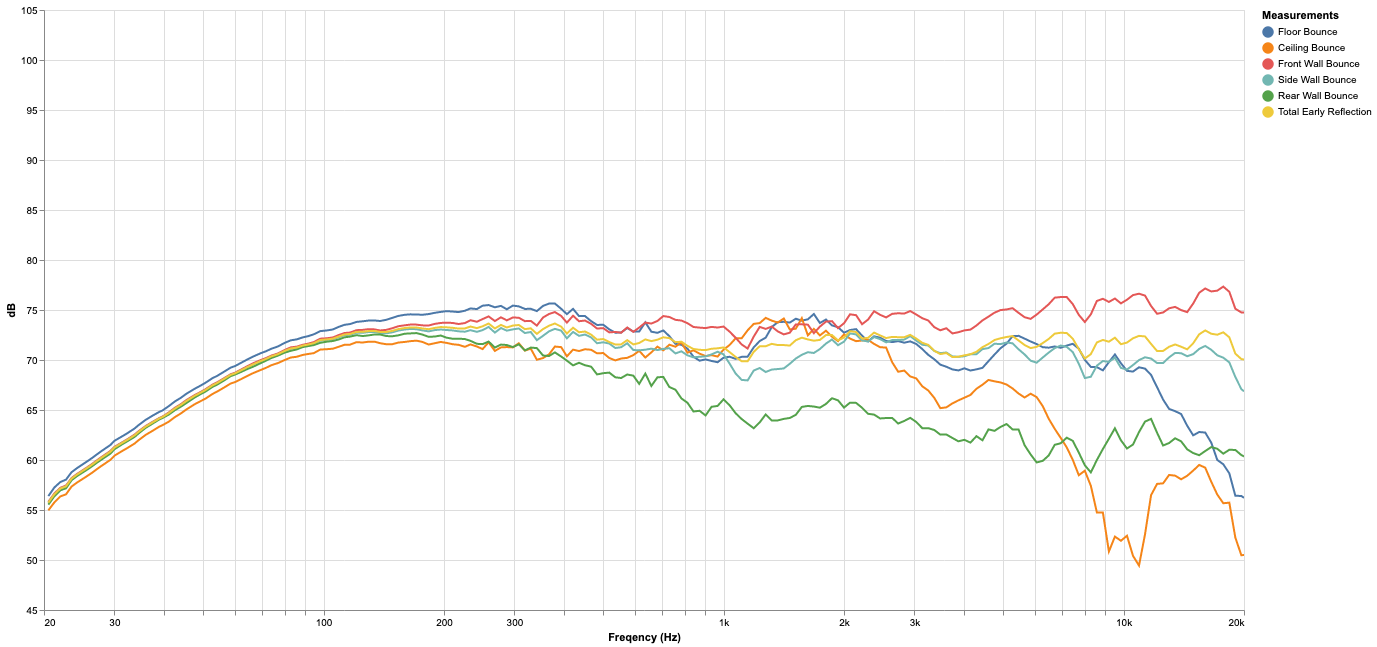 105
100
95
90
85
80
75
70
65
60
55
50
45
dB
20 30 100 200 300 1k 2k 3k 10k 20k
Freqency (Hz)
Measurements
Floor Bounce
Ceiling Bounce
Front Wall Bounce
Side Wall Bounce
Rear Wall Bounce
Total Early Reflection